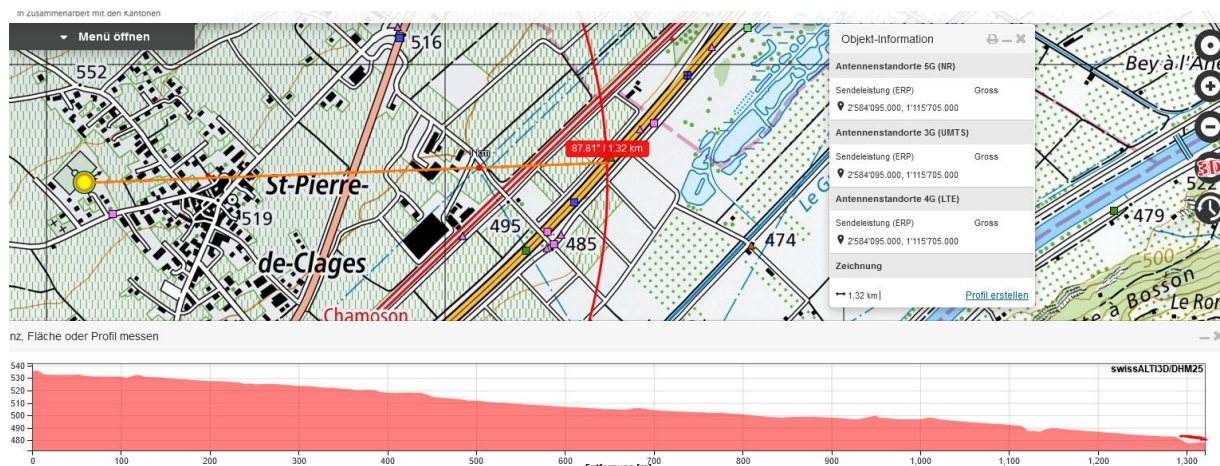 in Zusammenarbeit mit den Kantonen
Menü öffnen
516
552
Objekt-Information
Antennenstandorte 5G (NR)
Sendeleistung (ERP) Gross
2'584'095.000, 1'115'705.000
Antennenstandorte 3G (UMTS)
Sendeleistung (ERP) Gross
2'584'095.000, 1'115'705.000
Antennenstandorte 4G (LTE)
Sendeleistung (ERP) Gross
2'584'095.000, 1'115'705.000
Zeichnung
1.32 km
Profil erstellen
Bey à l'Ane
3D
522
87.81° / 1.32 km
1 km
St-Pierre-
de-Clages
519
495
485
474
479
500
Le G
Chamoson
Bosson
Le Ro
nz, Fläche oder Profil messen
swissALTI3D/DHM25
540
530
520
510
500
490
480
0 100 200 300 400 500 600 700 800 900 1,000 1,100 1,200 1,300
Entfernung [m]